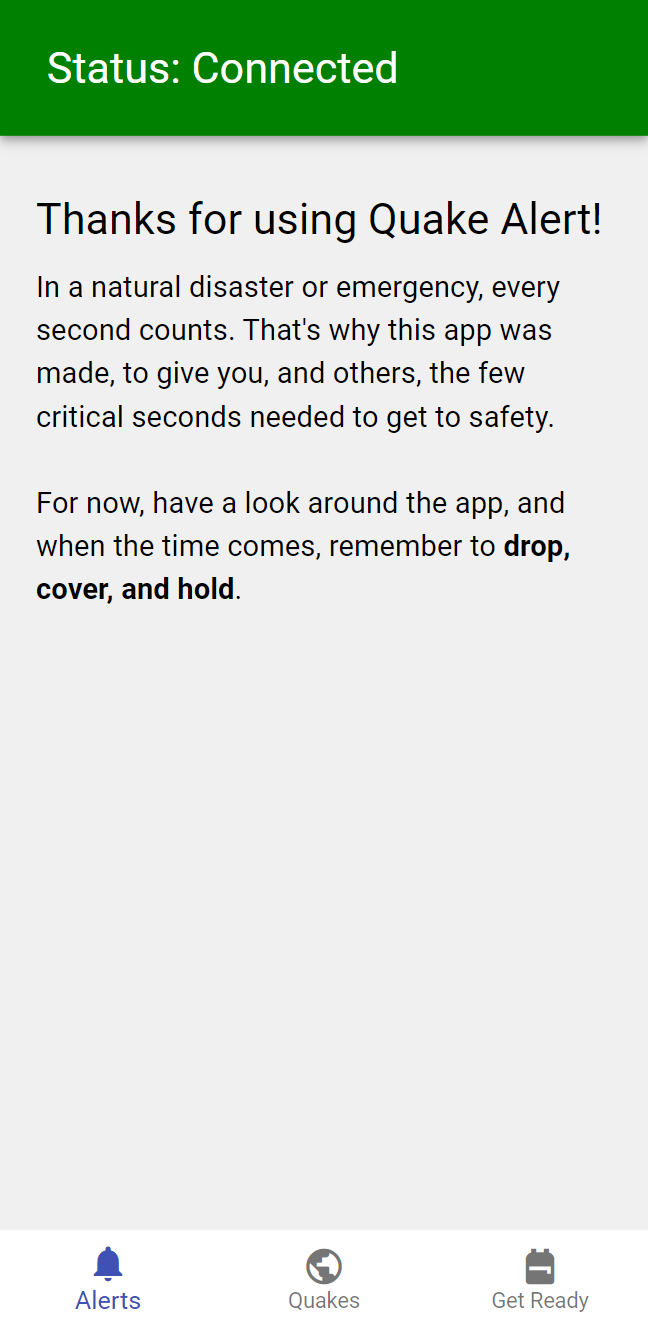 Status: Connected
Thanks for using Quake Alert!
In a natural disaster or emergency, every
second counts. That's why this app was
made, to give you, and others, the few
critical seconds needed to get to safety.
For now, have a look around the app, and
when the time comes, remember to drop,
cover, and hold.
Alerts
Quakes
Get Ready